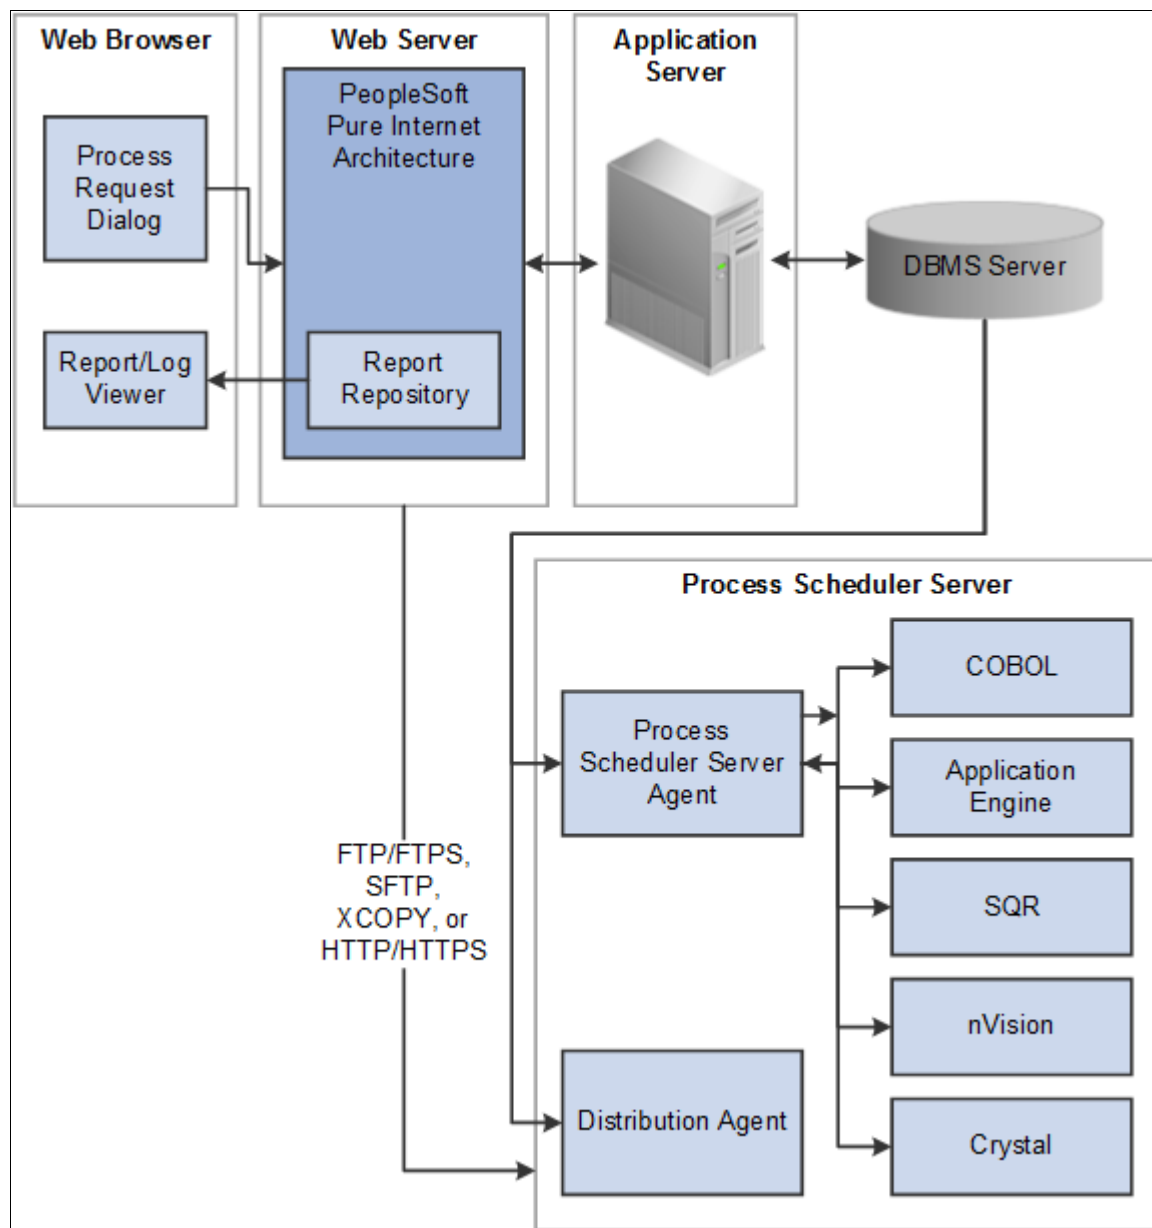 Web Browser
Process
Request
Dialog
Report/Log
Viewer
Web Server
PeopleSoft
Pure Internet
Architecture
Report
Repository
Application
Server
DBMS Server
FTP/FTPS,
SFTP,
XCOPY, or
HTTP/HTTPS
Process Scheduler Server
Process
Scheduler Server
Agent
Distribution Agent
COBOL
Application
Engine
SQR
nVision
Crystal